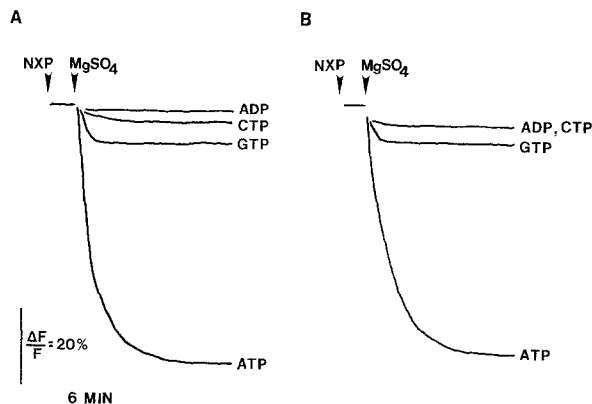 A
NXP MgSO4
ADP
CTP
GTP
ATP
ΔF
F = 20%
6 MIN
B
NXP MgSO4
ADP, CTP
GTP
ATP